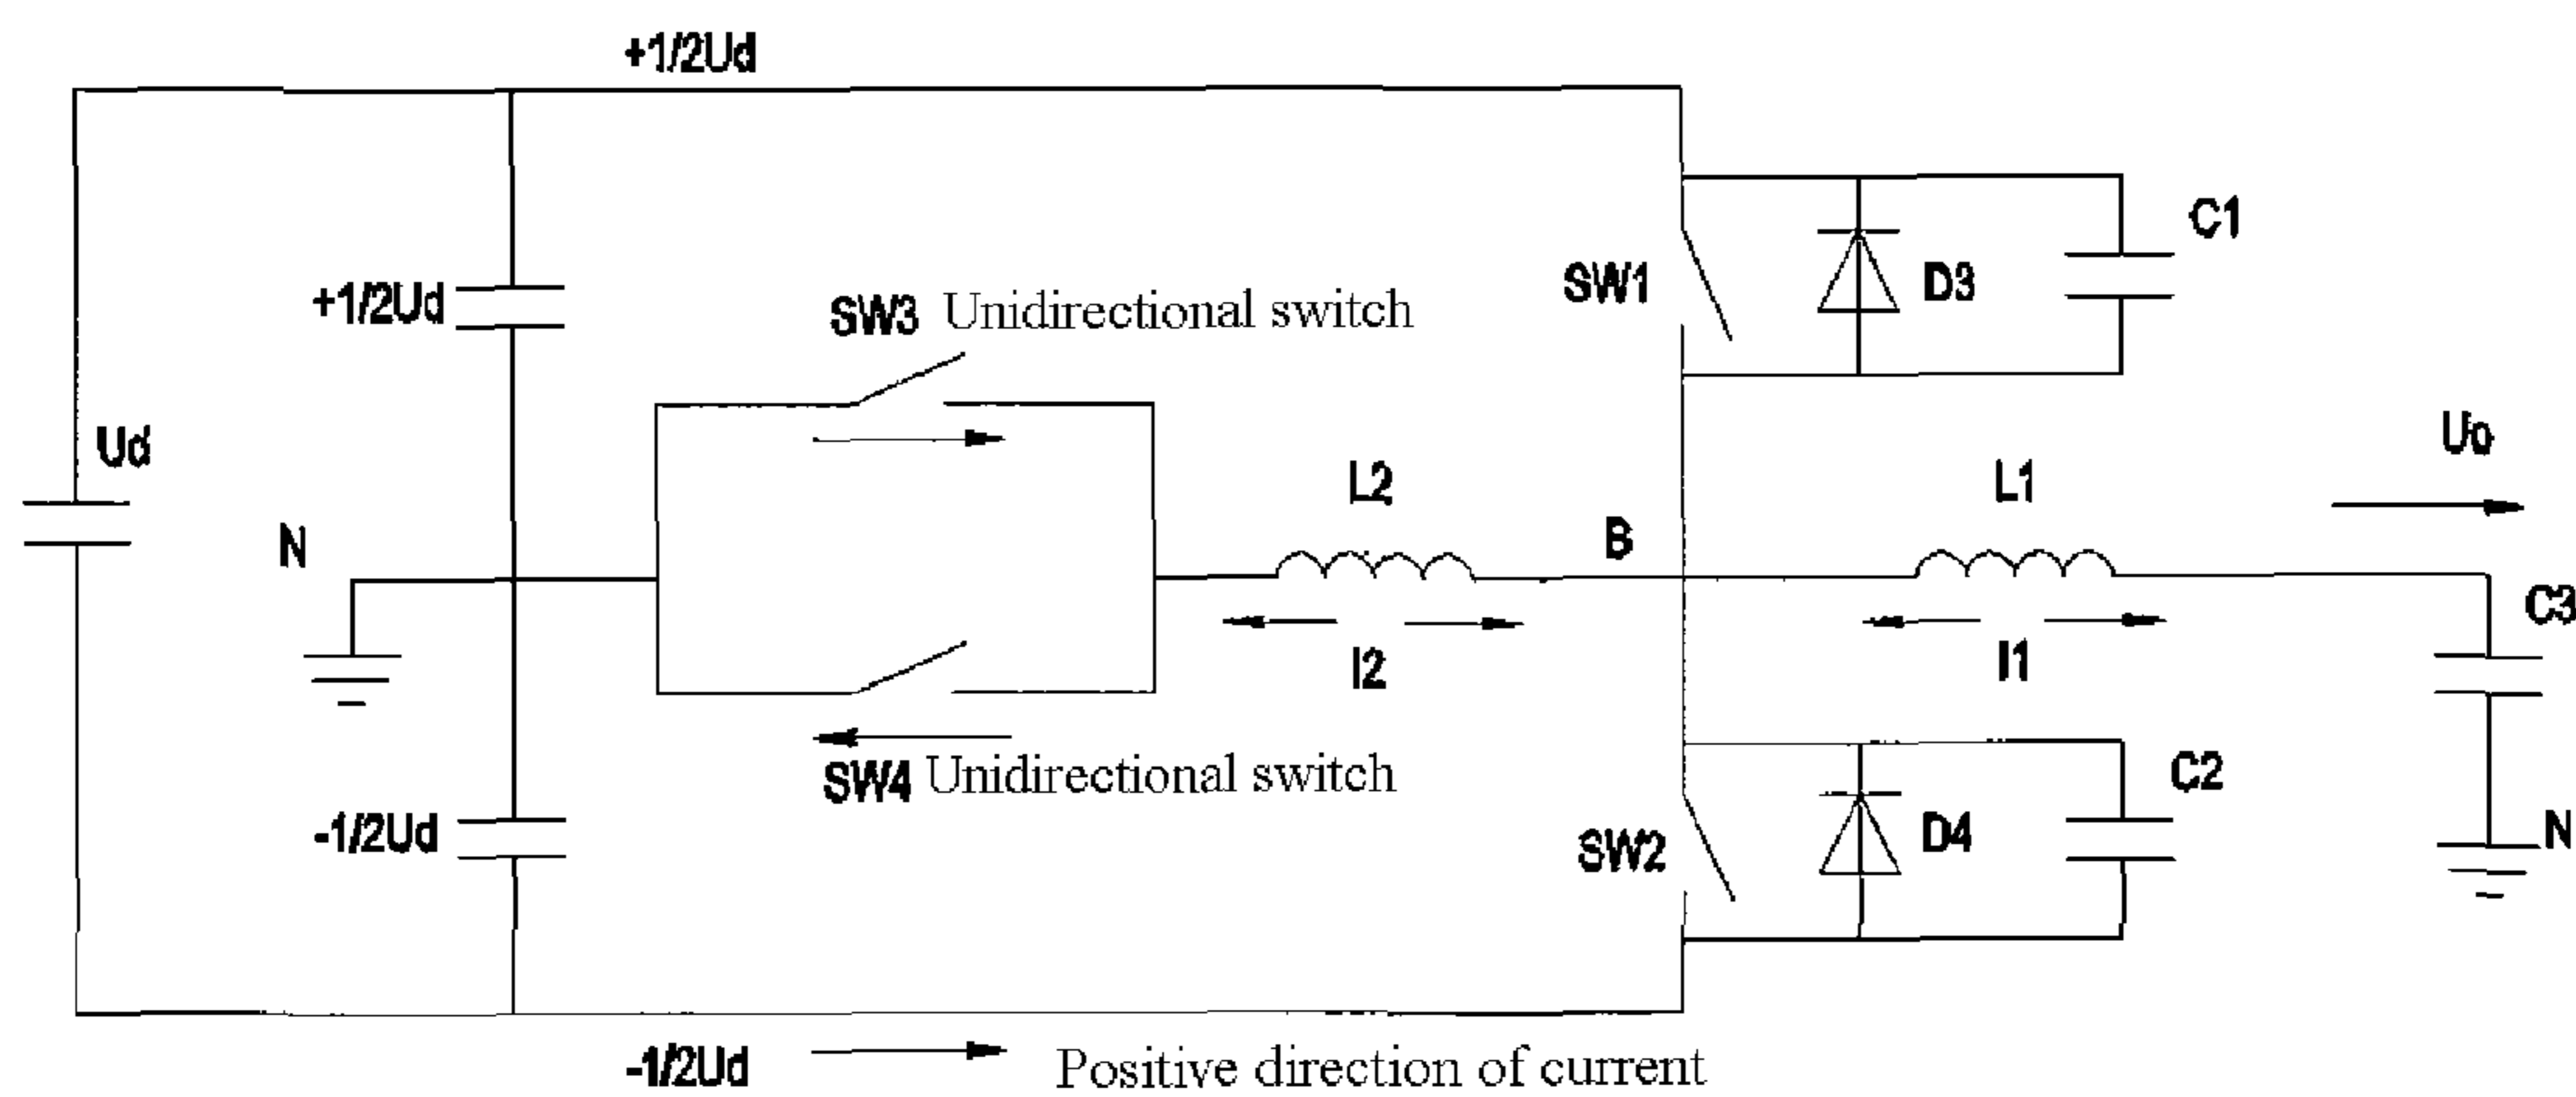 +1/2Ud
C1
+1/2Ud
SW3 Unidirectional switch
SW1
D3
Ud
Uo
L2
L1
N
B
C3
I2
I1
SW4 Unidirectional switch
C2
-1/2Ud
SW2
D4
N
-1/2Ud
Positive direction of current